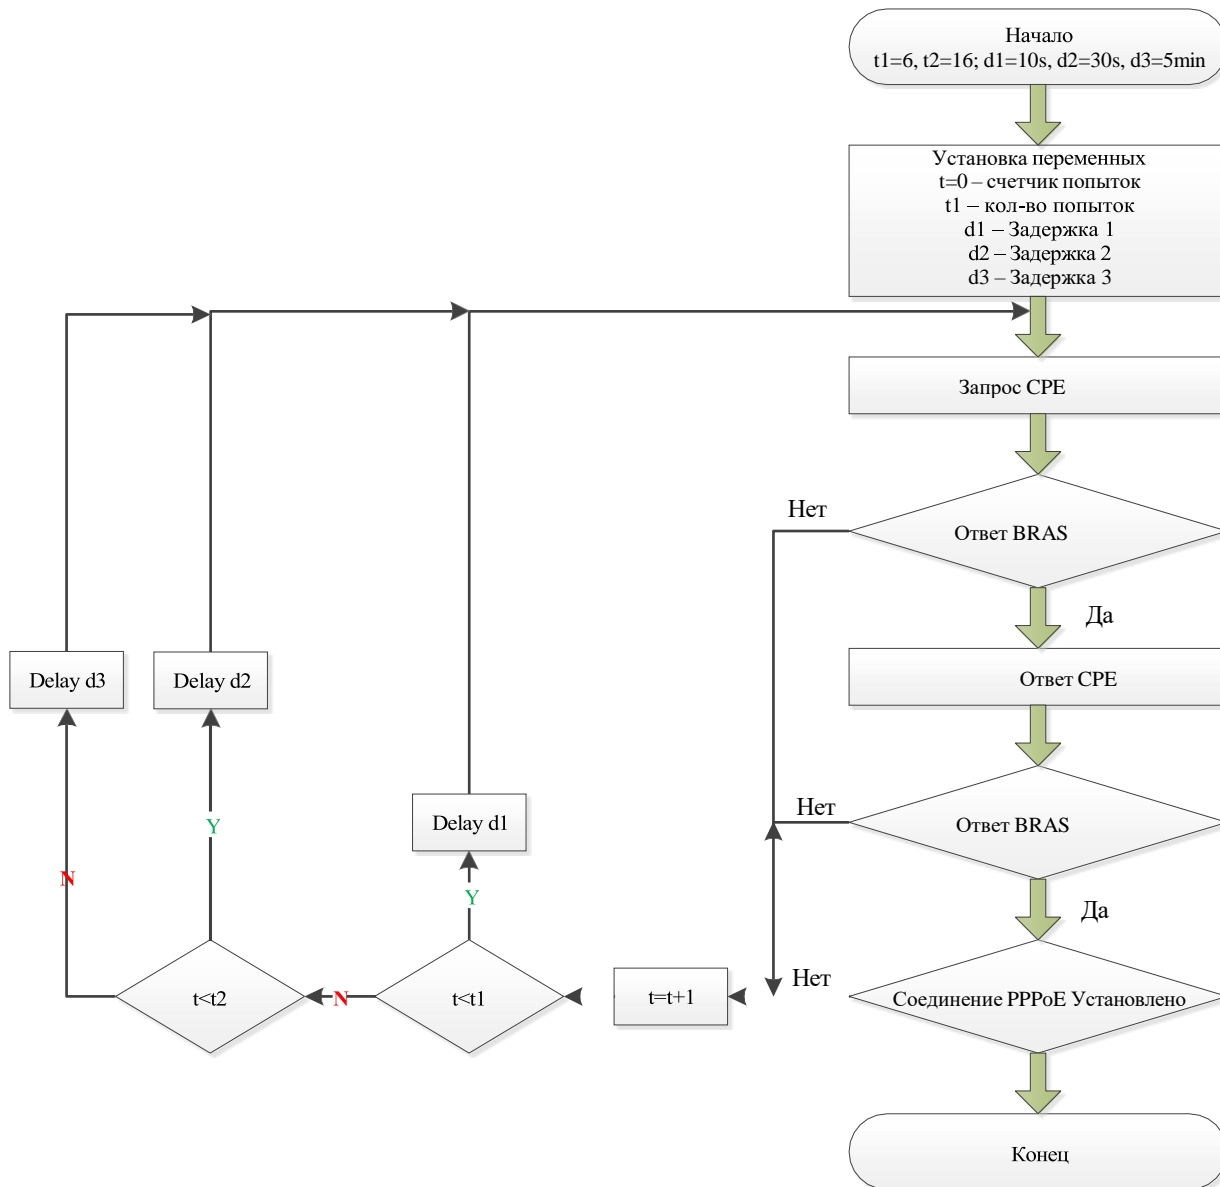 Начало
t1=6, t2=16; d1=10s, d2=30s, d3=5min
Установка переменных
t=0 – счетчик попыток
t1 – кол-во попыток
d1 – Задержка 1
d2 – Задержка 2
d3 – Задержка 3
Запрос CPE
Нет
Ответ BRAS
Да
Delay d3
Delay d2
Ответ CPE
Нет
Delay d1
Ответ BRAS
Y
N
Y
Да
t<t2
N
t<t1
t=t+1
Нет
Соединение PPPoE Установлено
Конец